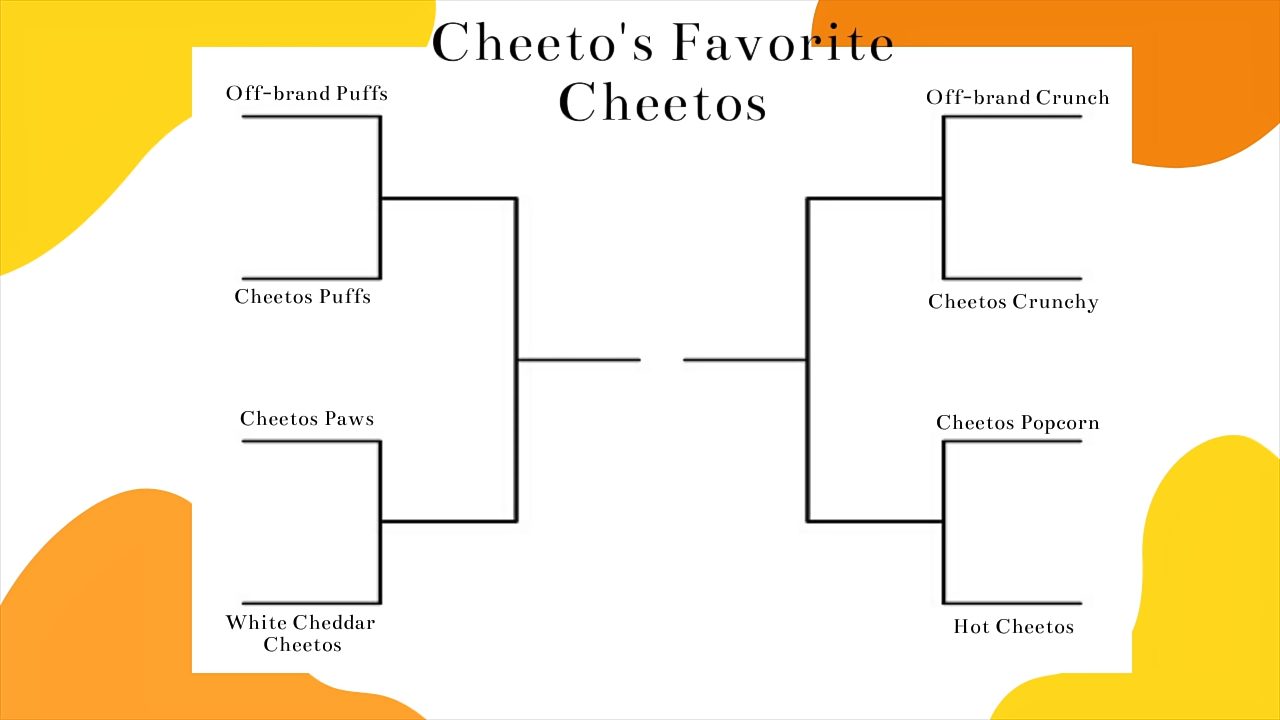 Cheeto's Favorite
Cheetos
Off-brand Puffs
Off-brand Crunch
Cheetos Puffs
Cheetos Crunchy
Cheetos Paws
Cheetos Popcorn
White Cheddar
Cheetos
Hot Cheetos